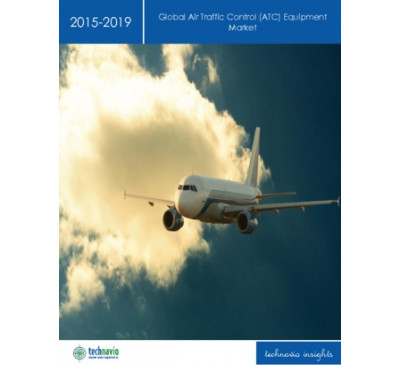 2015-2019
Global Air Traffic Control (ATC) Equipment
Market
technavio
technavio insights